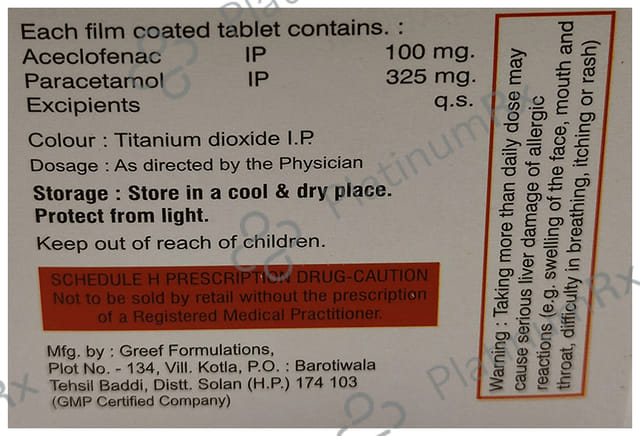 Each film coated tablet contains. :
Aceclofenac IP 100 mg.
Paracetamol IP 325 mg.
Excipients q.s.
Colour : Titanium dioxide I.P.
Dosage : As directed by the Physician
Storage : Store in a cool & dry place.
Protect from light.
Keep out of reach of children.
SCHEDULE H PRESCRIPTION DRUG-CAUTION
Not to be sold by retail without the prescription
of a Registered Medical Practitioner.
Mfg. by : Greef Formulations,
Plot No. - 134, Vill. Kotla, P.O. : Barotiwala
Tehsil Baddi, Distt. Solan (H.P.) 174 103
(GMP Certified Company)
Warning : Taking more than daily dose may
cause serious liver damage of allergic
reactions (e.g. swelling of the face, mouth and
throat, difficulty in breathing, itching or rash)
PlatinumRx